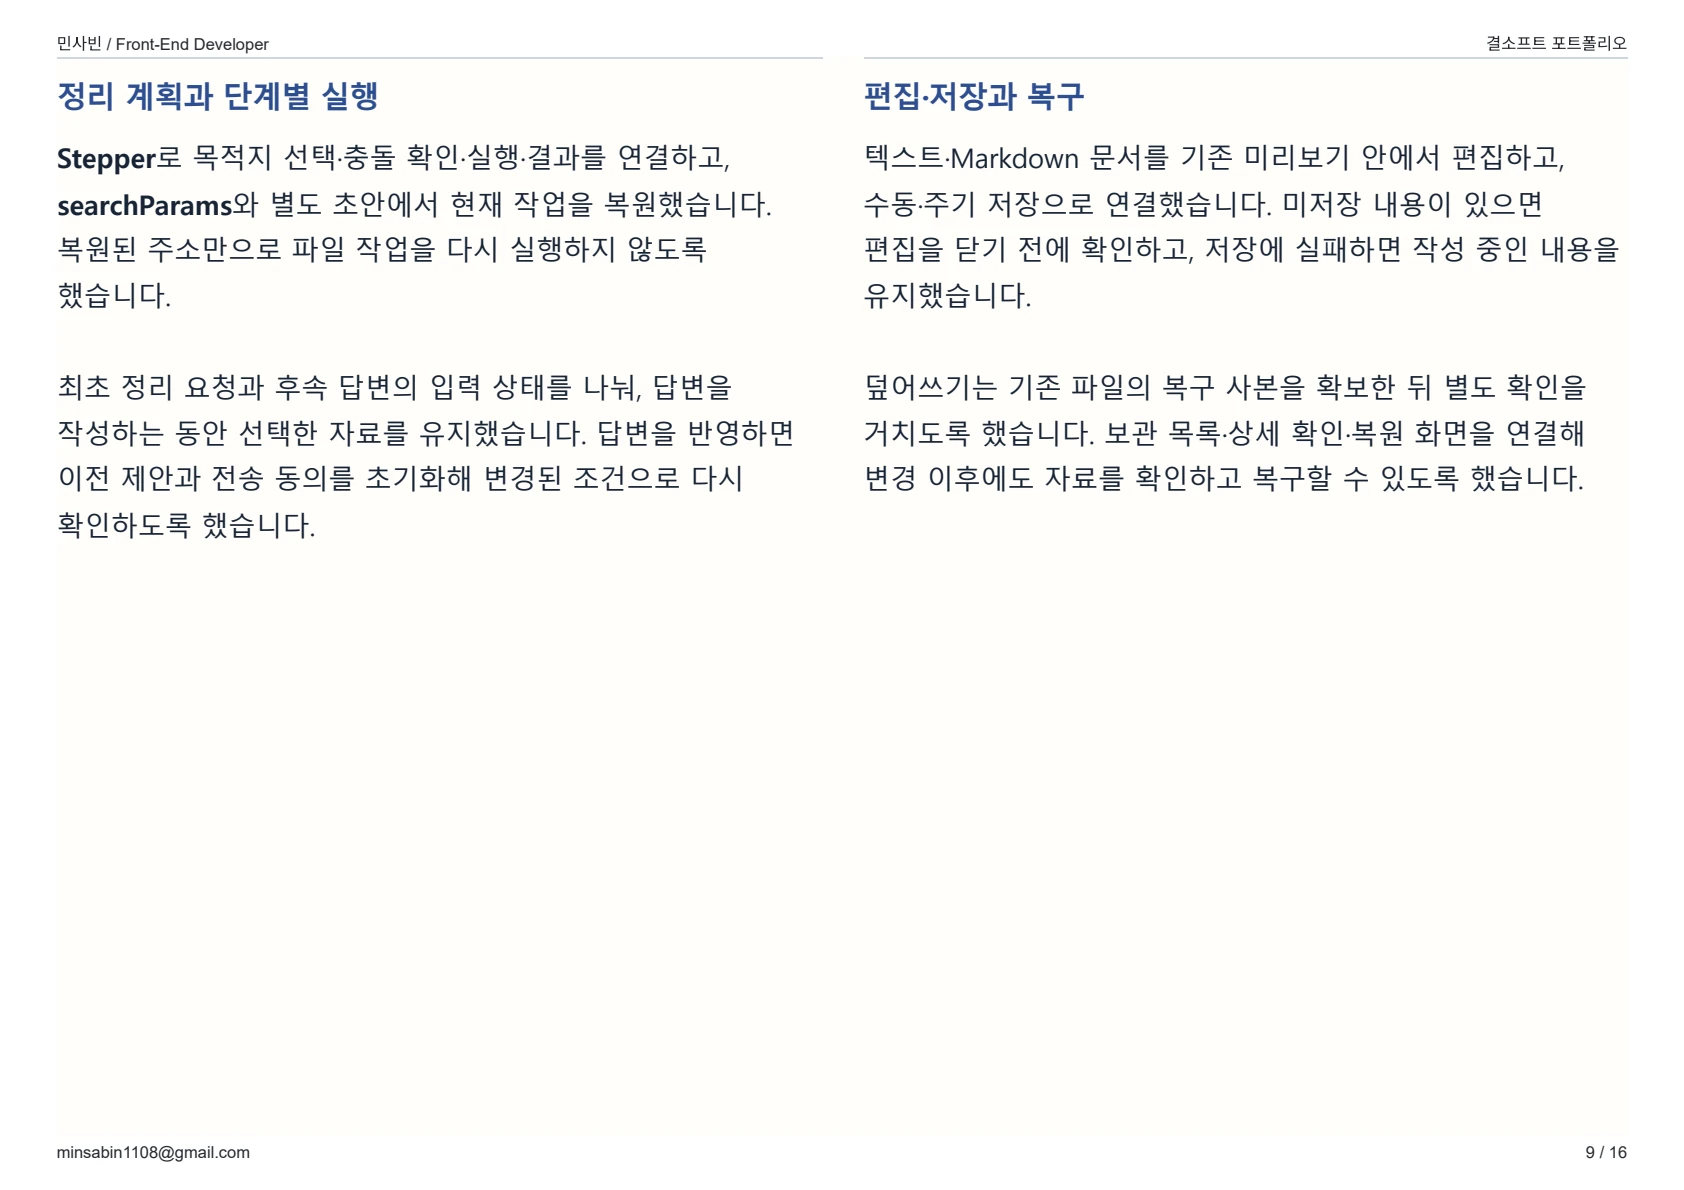 민사빈 / Front-End Developer
결소프트 포트폴리오
정리 계획과 단계별 실행
Stepper로 목적지 선택·충돌 확인·실행·결과를 연결하고,
searchParams와 별도 초안에서 현재 작업을 복원했습니다.
복원된 주소만으로 파일 작업을 다시 실행하지 않도록
했습니다.
최초 정리 요청과 후속 답변의 입력 상태를 나눠, 답변을
작성하는 동안 선택한 자료를 유지했습니다. 답변을 반영하면
이전 제안과 전송 동의를 초기화해 변경된 조건으로 다시
확인하도록 했습니다.
편집·저장과 복구
텍스트·Markdown 문서를 기존 미리보기 안에서 편집하고,
수동·주기 저장으로 연결했습니다. 미저장 내용이 있으면
편집을 닫기 전에 확인하고, 저장에 실패하면 작성 중인 내용을
유지했습니다.
덮어쓰기는 기존 파일의 복구 사본을 확보한 뒤 별도 확인을
거치도록 했습니다. 보관 목록·상세 확인·복원 화면을 연결해
변경 이후에도 자료를 확인하고 복구할 수 있도록 했습니다.
minsabin1108@gmail.com
9 / 16